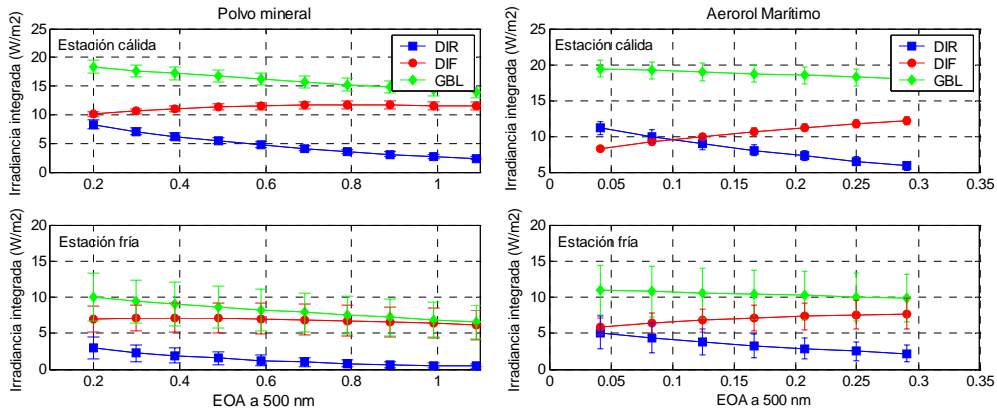 Polvo mineral
Irradiancia integrada (W/m2)
25
20
15
10
5
0
Estación cálida
DIR
DIF
GBL
0.2
0.4
0.6
0.8
1
Aerorol Marítimo
Irradiancia integrada (W/m2)
25
20
15
10
5
Estación cálida
DIR
DIF
GBL
0
0.05
0.1
0.15
0.2
0.25
0.3
0.35
Irradiancia integrada (W/m2)
20
15
10
5
0
Estación fría
0.2
0.4
0.6
0.8
1
EOA a 500 nm
Irradiancia integrada (W/m2)
20
15
10
5
0
Estación fría
0
0.05
0.1
0.15
0.2
0.25
0.3
0.35
EOA a 500 nm